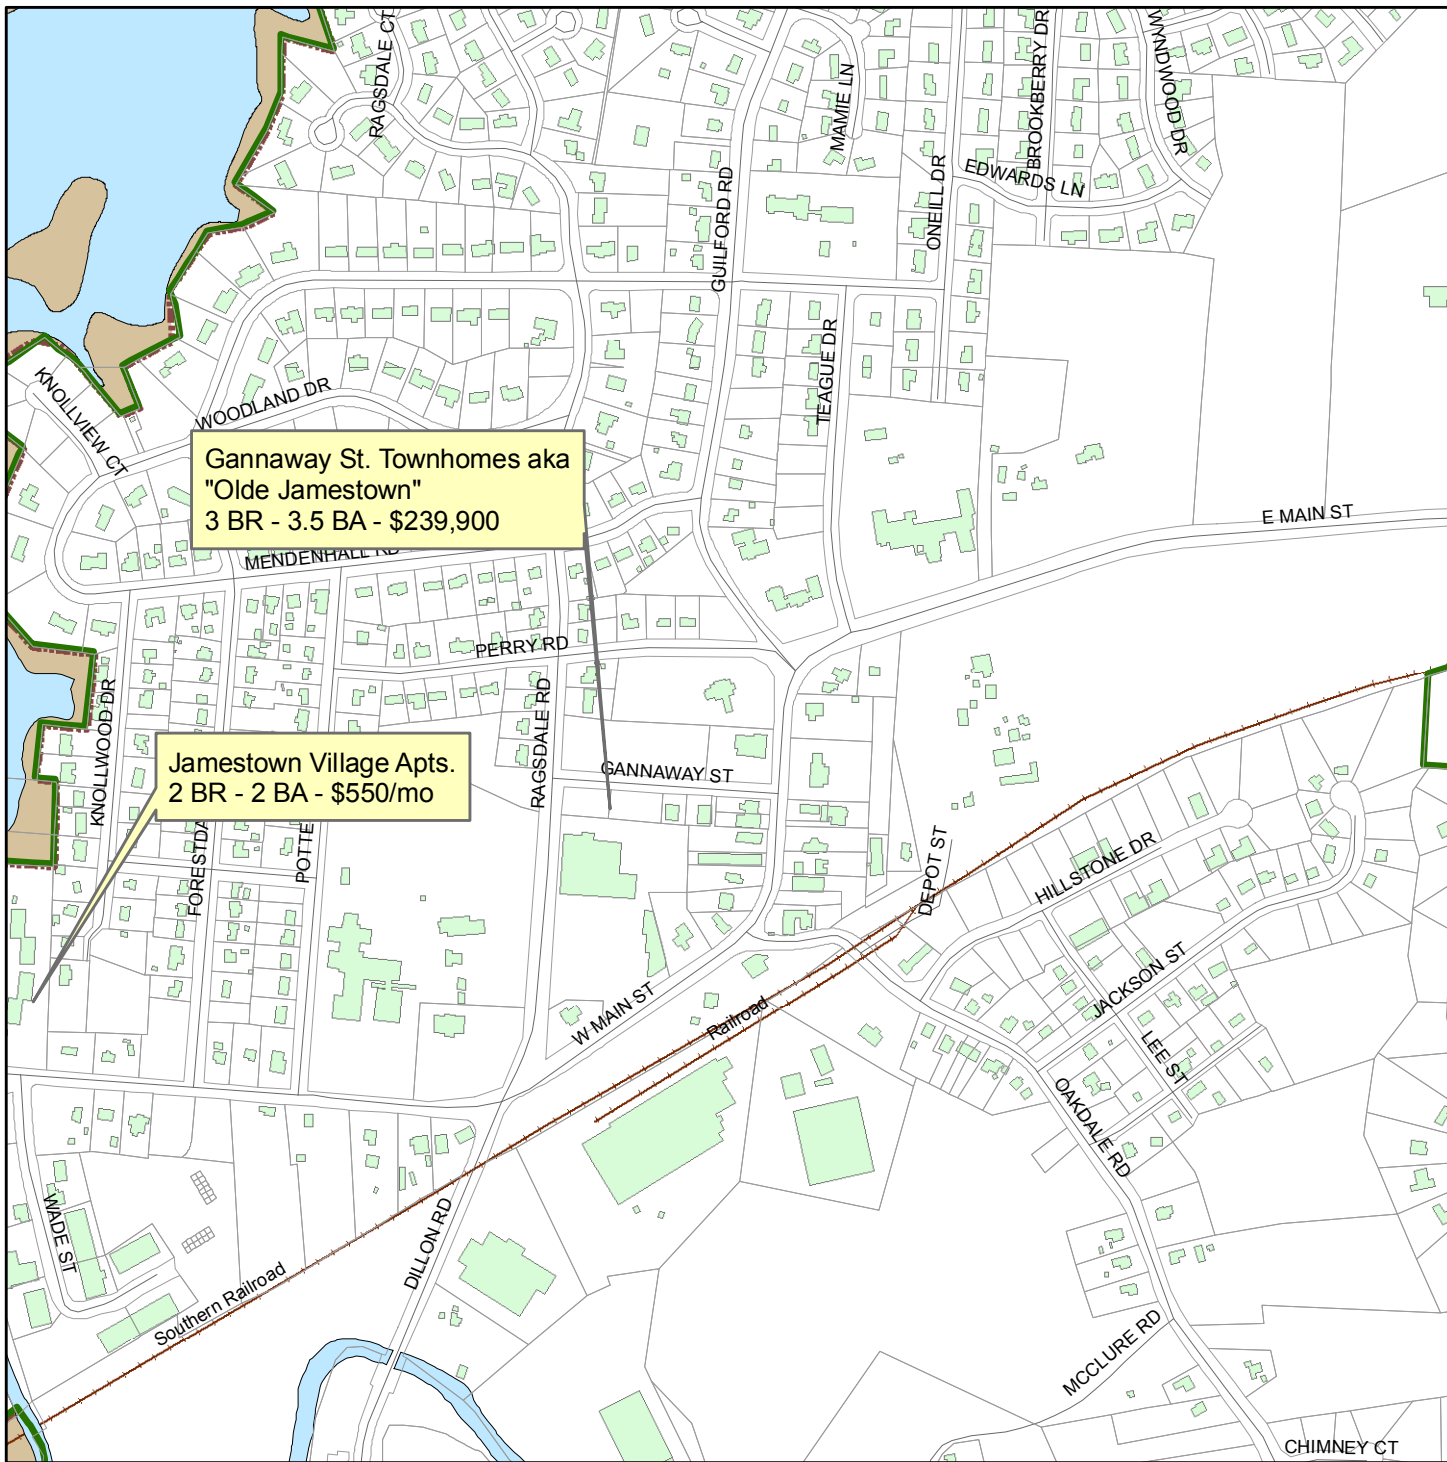 RAGSDALE CT
MAMIE LN
BROOKBERRY DR
WYNDWOOD DR
EDWARDS LN
GUILFORD RD
ONEILL DR
TEAGUE DR
KNOLLVIEW CT
WOODLAND DR
Gannaway St. Townhomes aka
"Olde Jamestown"
3 BR - 3.5 BA - $239,900
E MAIN ST
MENDENHALL RD
PERRY RD
KNOLLWOOD DR
RAGSDALE RD
GANNAWAY ST
Jamestown Village Apts.
2 BR - 2 BA - $550/mo
FORESTDA
POTTE
DEPOT ST
HILLSTONE DR
JACKSON ST
LEE ST
W MAIN ST
Railroad
OAKDALE RD
WADE ST
DILLON RD
Southern Railroad
MCCLURE RD
CHIMNEY CT